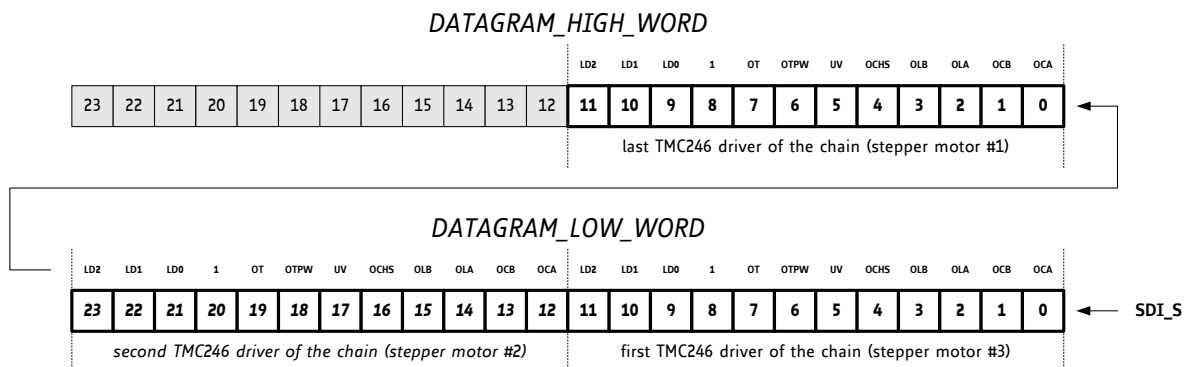 DATAGRAM_HIGH_WORD
LD2 LD1 LD0 1 OT OTPW UV OCHS OLB OLA OCB OCA
23 22 21 20 19 18 17 16 15 14 13 12 11 10 9 8 7 6 5 4 3 2 1 0
last TMC246 driver of the chain (stepper motor #1)
DATAGRAM_LOW_WORD
LD2 LD1 LD0 1 OT OTPW UV OCHS OLB OLA OCB OCA LD2 LD1 LD0 1 OT OTPW UV OCHS OLB OLA OCB OCA
23 22 21 20 19 18 17 16 15 14 13 12 11 10 9 8 7 6 5 4 3 2 1 0 SDI_S
second TMC246 driver of the chain (stepper motor #2) first TMC246 driver of the chain (stepper motor #3)